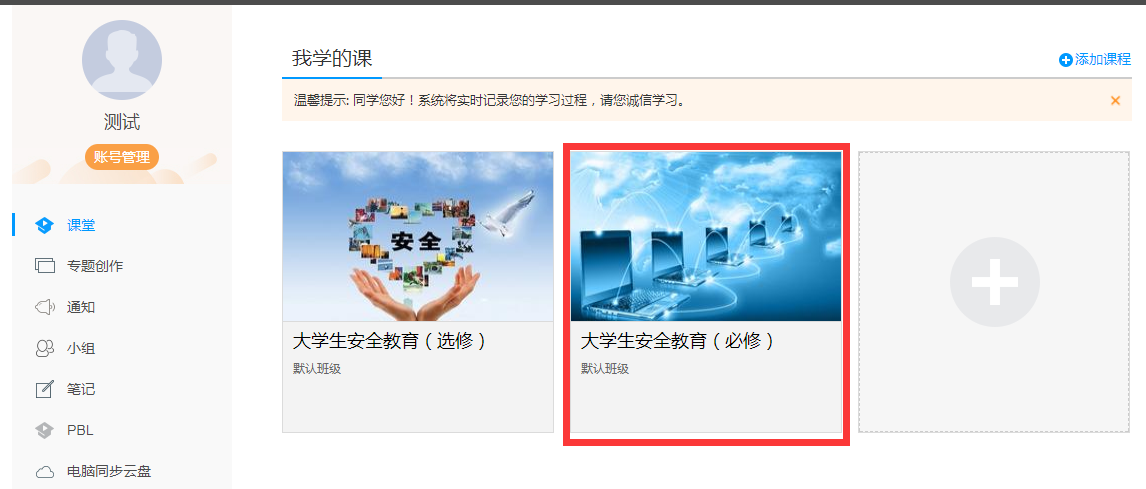 测试
账号管理
课堂
专题创作
通知
小组
笔记
PBL
电脑同步云盘
我学的课
添加课程
温馨提示: 同学您好！系统将实时记录您的学习过程，请您诚信学习。
安全
大学生安全教育（选修）
默认班级
大学生安全教育（必修）
默认班级